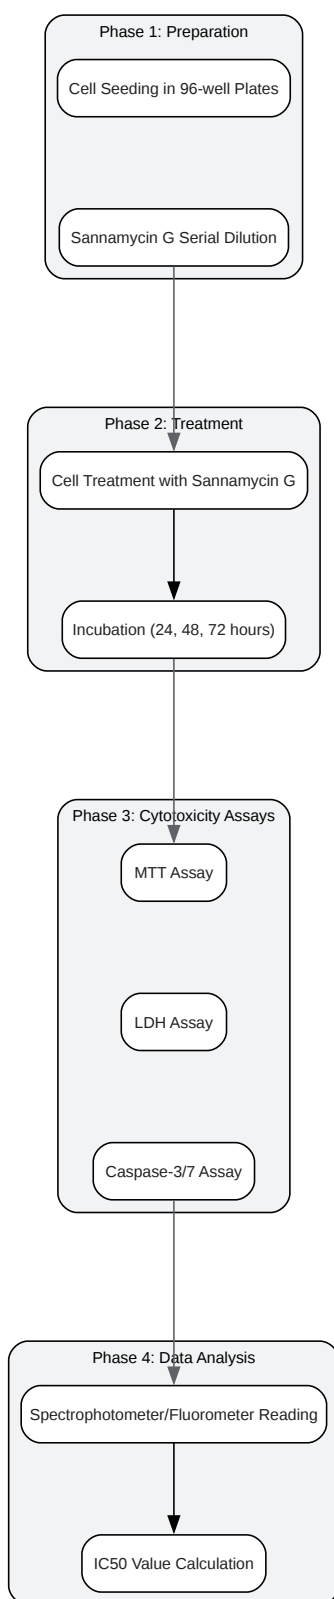 Phase 1: Preparation
Cell Seeding in 96-well Plates
Sannamycin G Serial Dilution
Phase 2: Treatment
Cell Treatment with Sannamycin G
Incubation (24, 48, 72 hours)
Phase 3: Cytotoxicity Assays
MTT Assay
LDH Assay
Caspase-3/7 Assay
Phase 4: Data Analysis
Spectrophotometer/Fluorometer Reading
IC50 Value Calculation